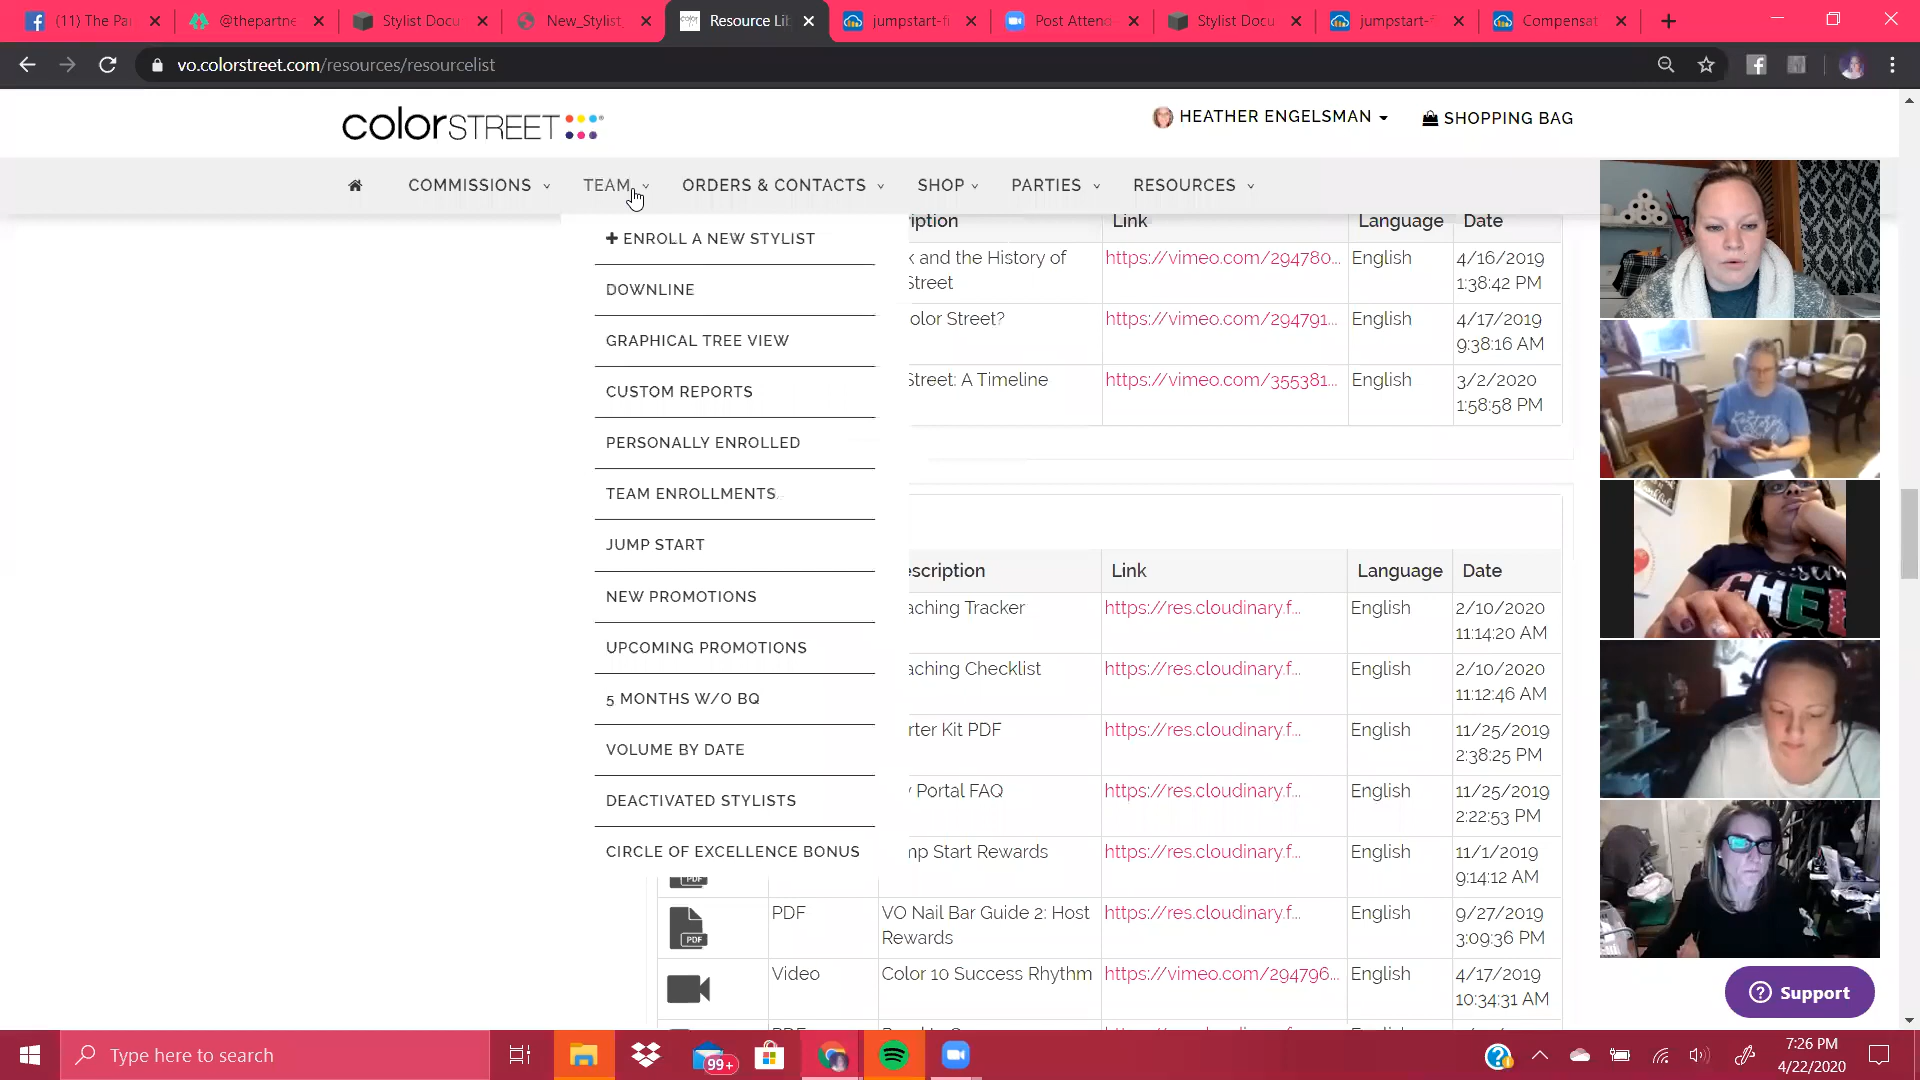 (11) The Pa
@thepartne
Stylist Docu
New_Stylist_
Resource Li
jumpstart-f
Post Attend
Stylist Docu
jumpstart-f
Compensat
vo.colorstreet.com/resources/resourcelist
colorSTREET
HEATHER ENGELSMAN
SHOPPING BAG
COMMISSIONS
TEAM
ORDERS & CONTACTS
SHOP
PARTIES
RESOURCES
ENROLL A NEW STYLIST
DOWNLINE
GRAPHICAL TREE VIEW
CUSTOM REPORTS
PERSONALLY ENROLLED
TEAM ENROLLMENTS
JUMP START
NEW PROMOTIONS
UPCOMING PROMOTIONS
5 MONTHS W/O BQ
VOLUME BY DATE
DEACTIVATED STYLISTS
CIRCLE OF EXCELLENCE BONUS
iption Link Language Date
k and the History of https://vimeo.com/294780... English 4/16/2019
Street 1:38:42 PM
olor Street? https://vimeo.com/294791... English 4/17/2019
9:38:16 AM
Street: A Timeline https://vimeo.com/355381... English 3/2/2020
1:58:58 PM
escription Link Language Date
aching Tracker https://res.cloudinary.f... English 2/10/2020
11:14:20 AM
aching Checklist https://res.cloudinary.f... English 2/10/2020
11:12:46 AM
rter Kit PDF https://res.cloudinary.f... English 11/25/2019
2:38:25 PM
y Portal FAQ https://res.cloudinary.f... English 11/25/2019
2:22:53 PM
mp Start Rewards https://res.cloudinary.f... English 11/1/2019
9:14:12 AM
PDF
PDF PDF VO Nail Bar Guide 2: Host https://res.cloudinary.f... English 9/27/2019
Rewards 3:09:36 PM
Video Color 10 Success Rhythm https://vimeo.com/294796... English 4/17/2019
10:34:31 AM
Support
Type here to search
99+
7:26 PM
4/22/2020